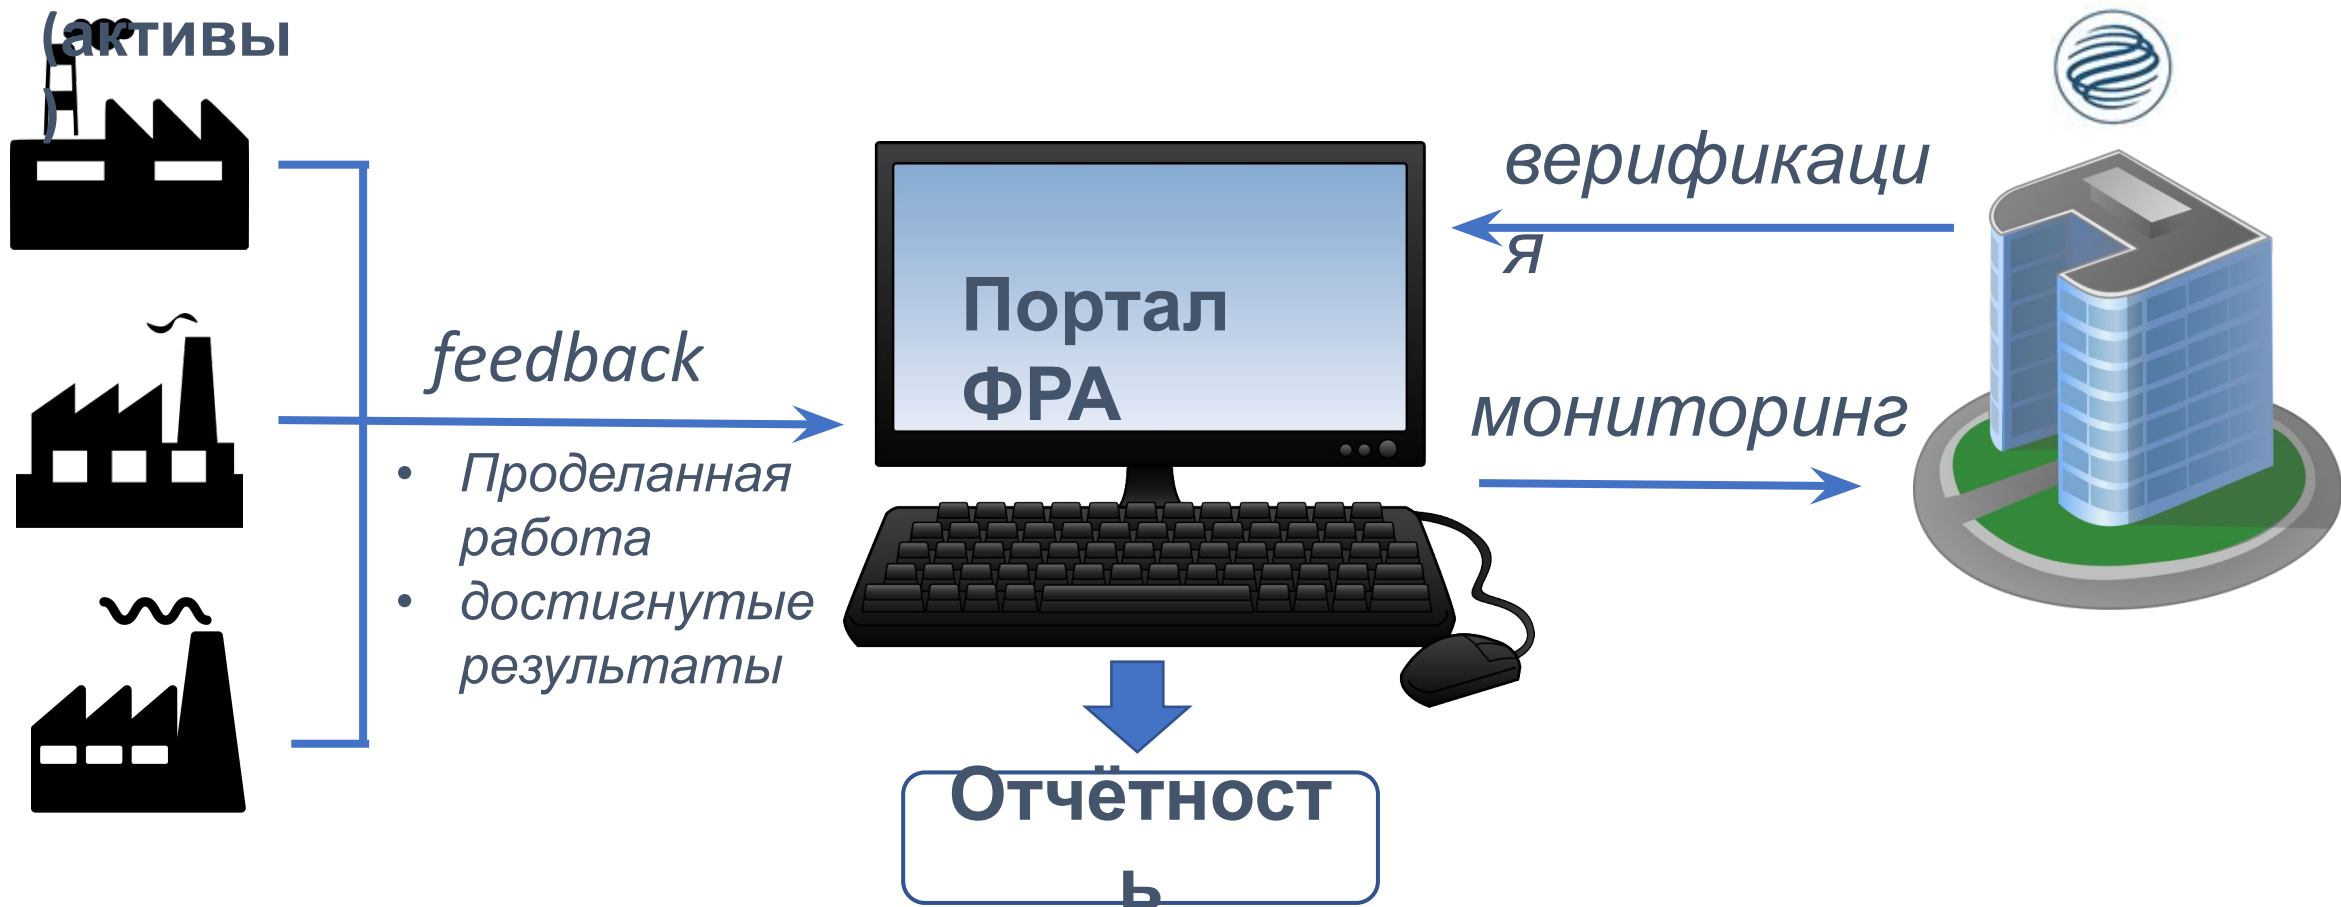 (активы
)
feedback
• Проделанная
работа
• достигнутые
результаты
Портал
ФРА
верификаци
я
мониторинг
Отчётност
ь